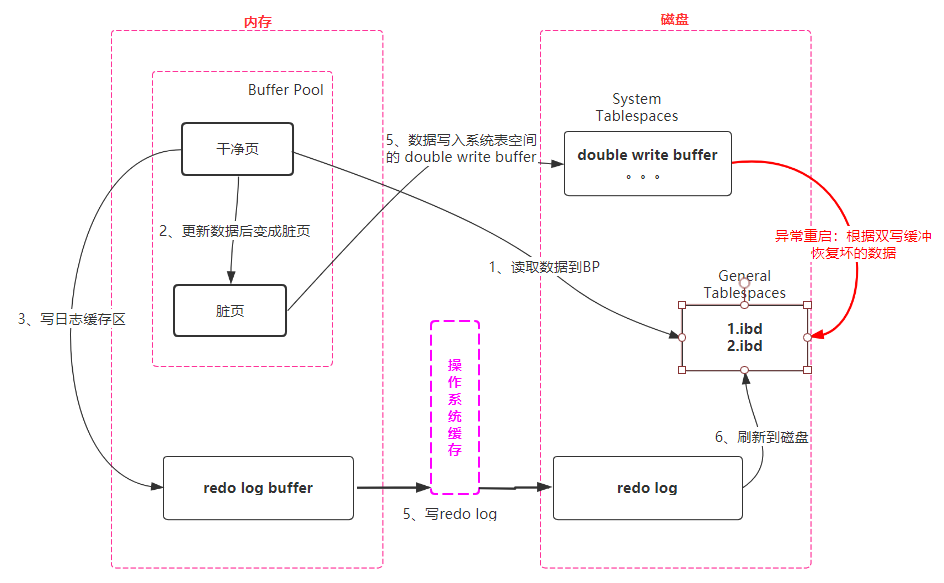 内存
磁盘
Buffer Pool
干净页
2、更新数据后变成脏页
脏页
3、写日志缓存区
redo log buffer
5、数据写入系统表空间
的 double write buffer
1、读取数据到BP
操作系统缓存
5、写redo log
System
Tablespaces
double write buffer
。。。
异常重启：根据双写缓冲
恢复坏的数据
General
Tablespaces
1.ibd
2.ibd
6、刷新到磁盘
redo log